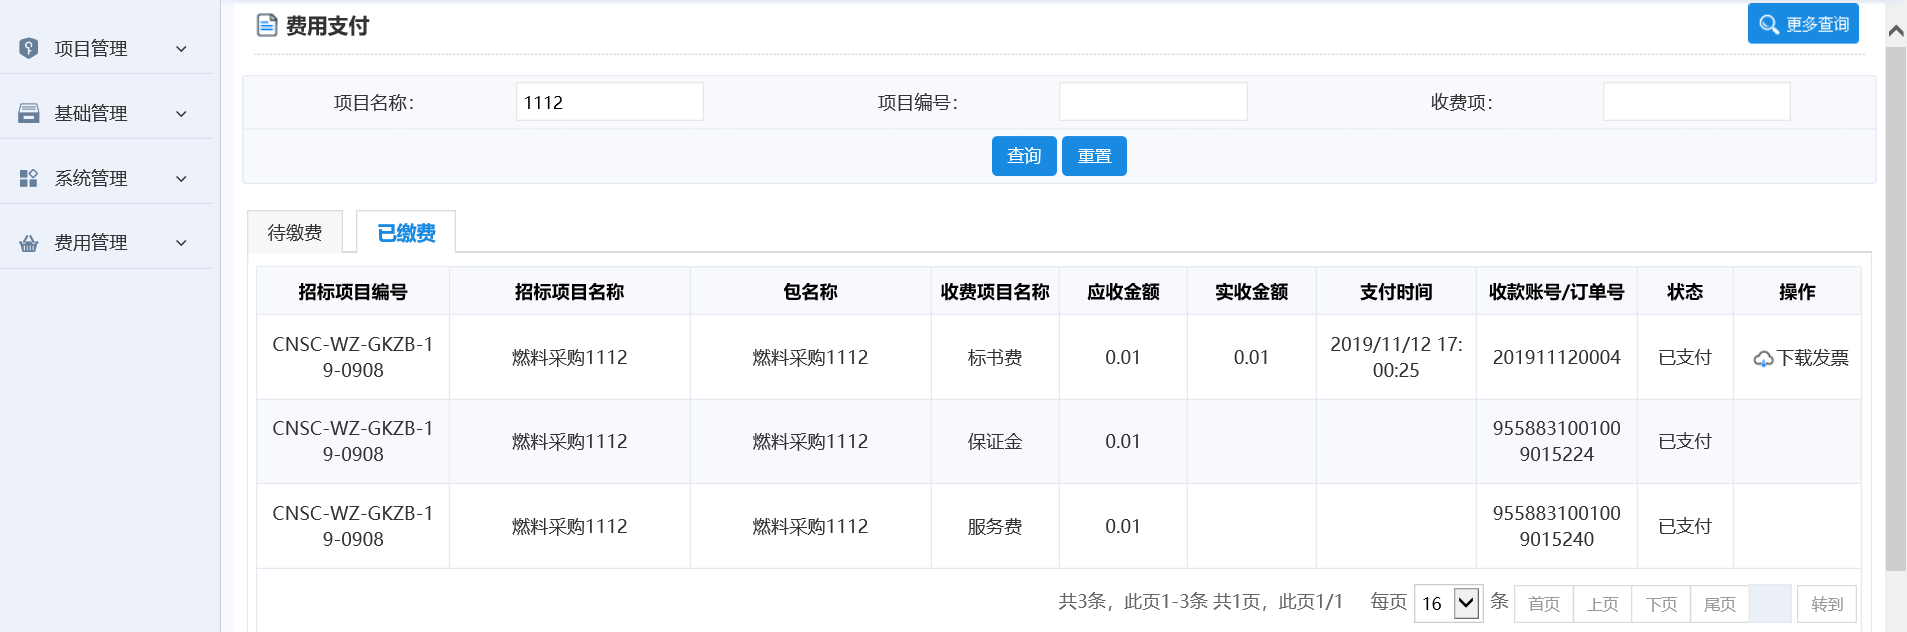 费用支付
更多查询
项目管理
基础管理
系统管理
费用管理
项目名称: 1112 项目编号: 收费项:
查询 重置
待缴费 已缴费
招标项目编号 招标项目名称 包名称 收费项目名称 应收金额 实收金额 支付时间 收款账号/订单号 状态 操作
CNSC-WZ-GKZB-19-0908 燃料采购1112 燃料采购1112 标书费 0.01 0.01 2019/11/12 17:00:25 201911120004 已支付 下载发票
CNSC-WZ-GKZB-19-0908 燃料采购1112 燃料采购1112 保证金 0.01 9558831001009015224 已支付
CNSC-WZ-GKZB-19-0908 燃料采购1112 燃料采购1112 服务费 0.01 9558831001009015240 已支付
共3条，此页1-3条 共1页，此页1/1 每页 16 条 首页 上页 下页 尾页 转到